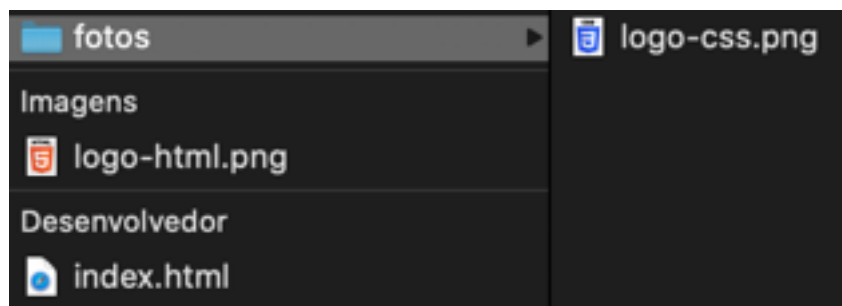 fotos
Imagens
logo-html.png
Desenvolvedor
index.html
logo-css.png